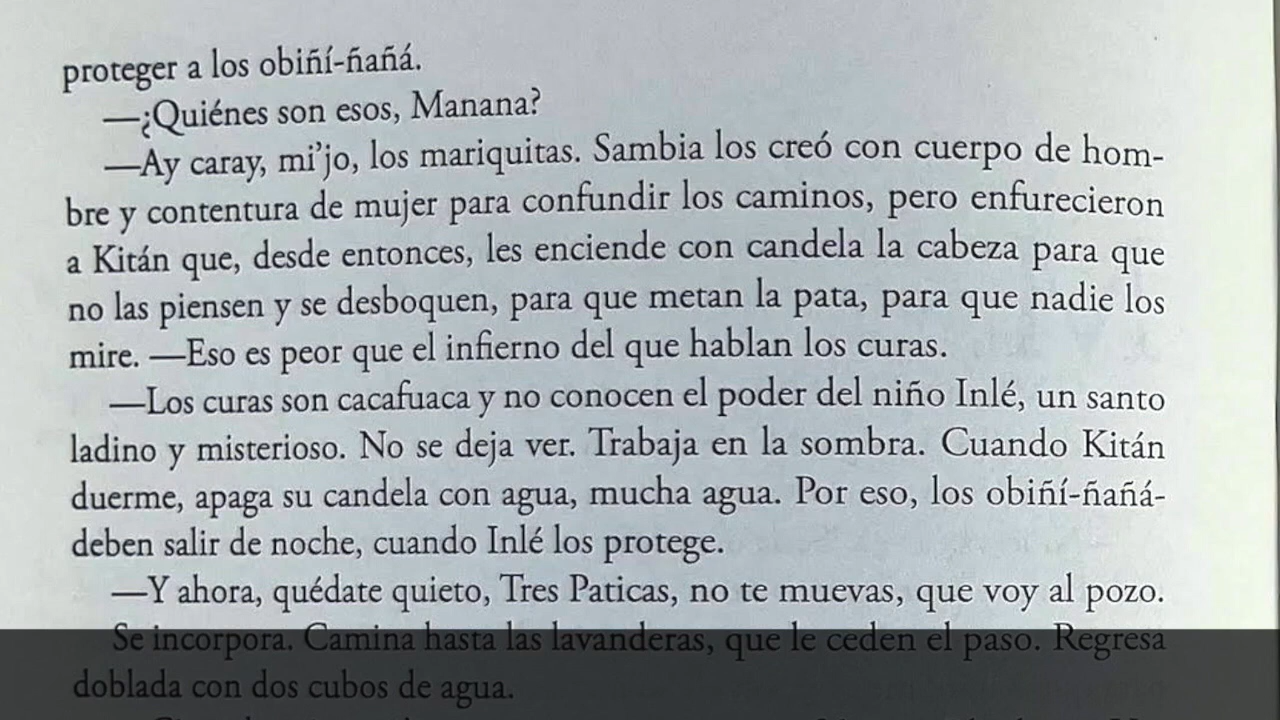 proteger a los obiñí-ñañá.
—¿Quiénes son esos, Manana?
—Ay caray, mi’jo, los mariquitas. Sambia los creó con cuerpo de hom-
bre y contentura de mujer para confundir los caminos, pero enfurecieron
a Kitán que, desde entonces, les enciende con candela la cabeza para que
no las piensen y se desboquen, para que metan la pata, para que nadie los
mire. —Eso es peor que el infierno del que hablan los curas.
—Los curas son cacafuaca y no conocen el poder del niño Inlé, un santo
ladino y misterioso. No se deja ver. Trabaja en la sombra. Cuando Kitán
duerme, apaga su candela con agua, mucha agua. Por eso, los obiñí-ñañá-
deben salir de noche, cuando Inlé los protege.
—Y ahora, quédate quieto, Tres Paticas, no te muevas, que voy al pozo.
Se incorpora. Camina hasta las lavanderas, que le ceden el paso. Regresa
doblada con dos cubos de agua.